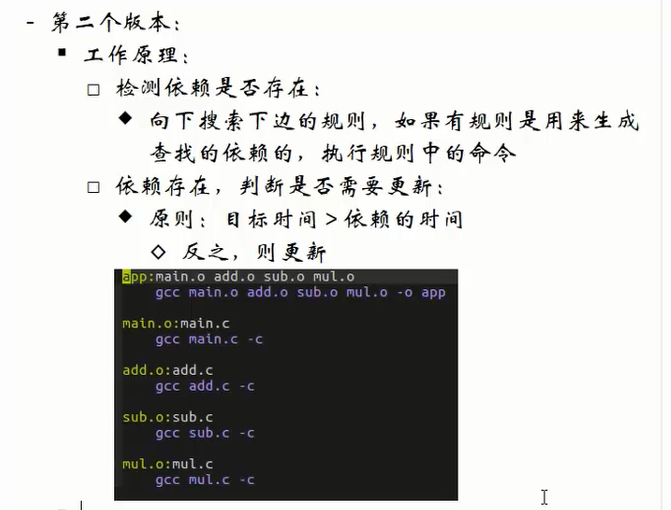 - 第二个版本:
▪ 工作原理:
□ 检测依赖是否存在:
◆ 向下搜索下边的规则,如果有规则是用来生成
查找的依赖的,执行规则中的命令
□ 依赖存在,判断是否需要更新:
◆ 原则: 目标时间 > 依赖的时间
◇ 反之,则更新
app:main.o add.o sub.o mul.o
gcc main.o add.o sub.o mul.o -o app
main.o:main.c
gcc main.c -c
add.o:add.c
gcc add.c -c
sub.o:sub.c
gcc sub.c -c
mul.o:mul.c
gcc mul.c -c